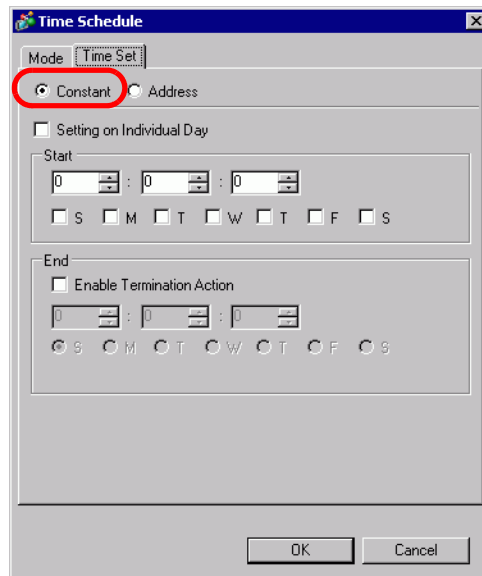 Time Schedule
Mode Time Set
Constant Address
Setting on Individual Day
Start
0 : 0 : 0
S M T W T F S
End
Enable Termination Action
0 : 0 : 0
S M T W T F S
OK Cancel